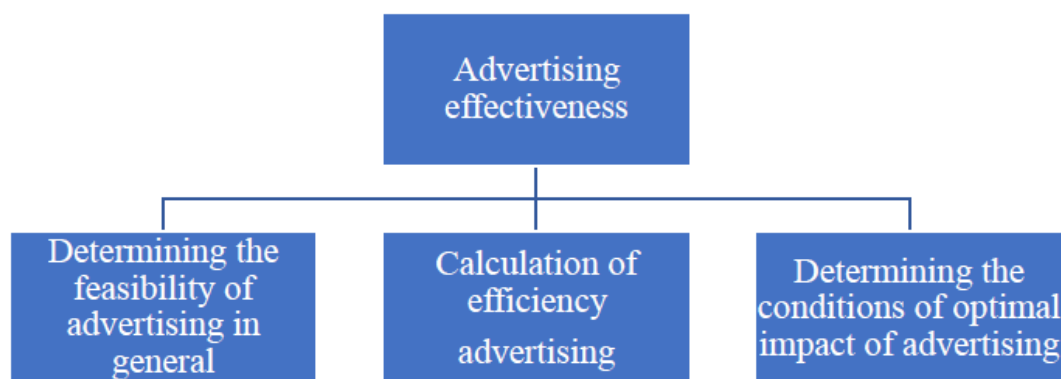 Advertising
effectiveness
Determining the
feasibility of
advertising in
general
Calculation of
efficiency
advertising
Determining the
conditions of optimal
impact of advertising